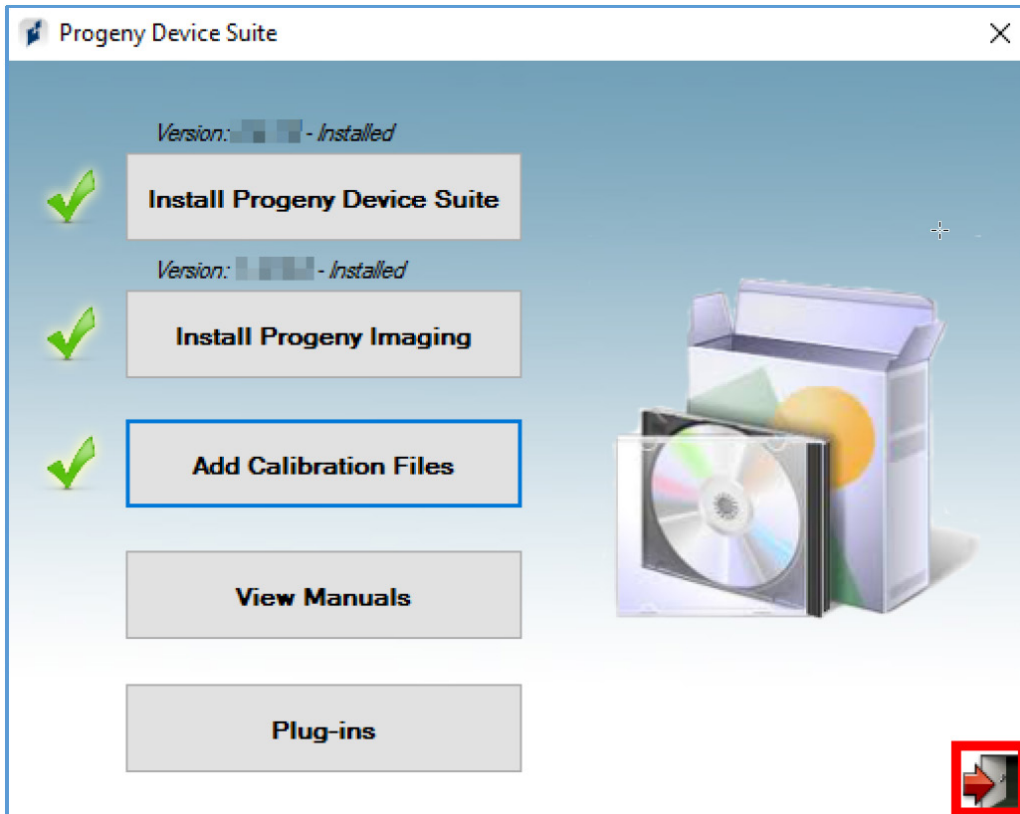 Progeny Device Suite
Version: - Installed
Install Progeny Device Suite
Version: - Installed
Install Progeny Imaging
Add Calibration Files
View Manuals
Plug-ins